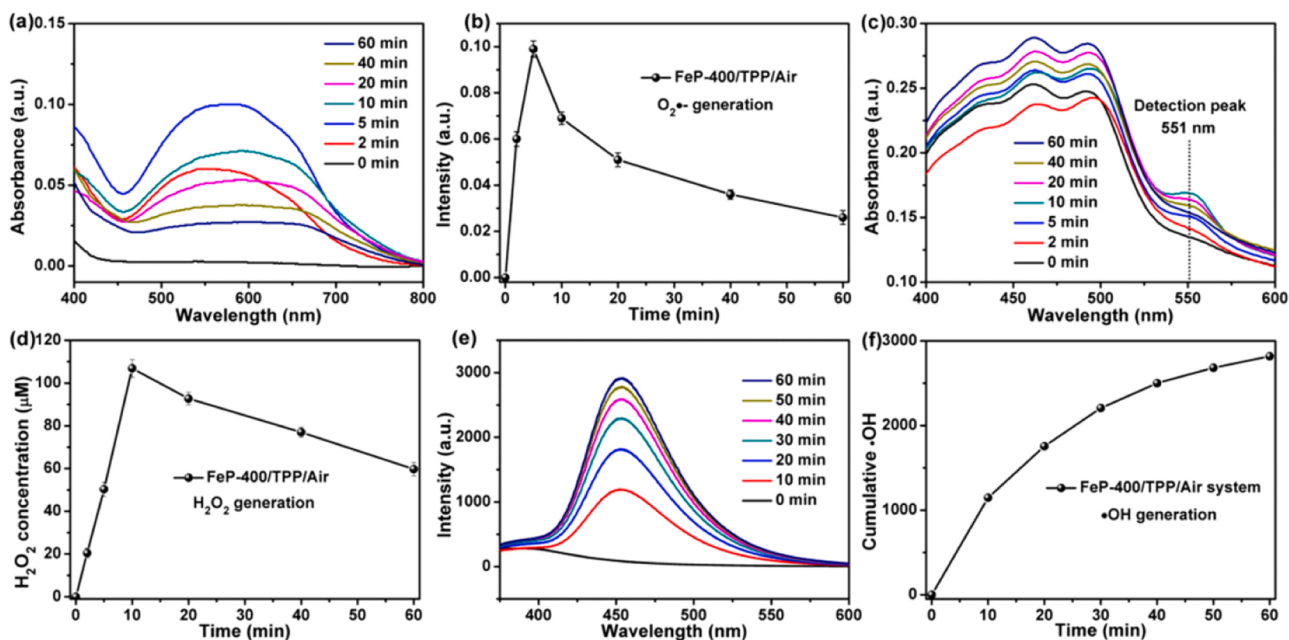 (a)
0.15
0.10
0.05
0.00
Absorbance (a.u.)
60 min
40 min
20 min
10 min
5 min
2 min
0 min
400 500 600 700 800
Wavelength (nm)
(b)
0.10
0.08
0.06
0.04
0.02
0.00
Intensity (a.u.)
FeP-400/TPP/Air
O₂•- generation
0 10 20 30 40 50 60
Time (min)
(c)
0.30
0.25
0.20
0.15
0.10
Absorbance (a.u.)
Detection peak
551 nm
60 min
40 min
20 min
10 min
5 min
2 min
0 min
400 450 500 550 600
Wavelength (nm)
(d)
120
100
80
60
40
20
0
H₂O₂ concentration (μM)
FeP-400/TPP/Air
H₂O₂ generation
0 10 20 30 40 50 60
Time (min)
(e)
3000
2000
1000
0
Intensity (a.u.)
60 min
50 min
40 min
30 min
20 min
10 min
0 min
400 450 500 550 600
Wavelength (nm)
(f)
3000
2000
1000
0
Cumulative •OH
FeP-400/TPP/Air system
•OH generation
0 10 20 30 40 50 60
Time (min)